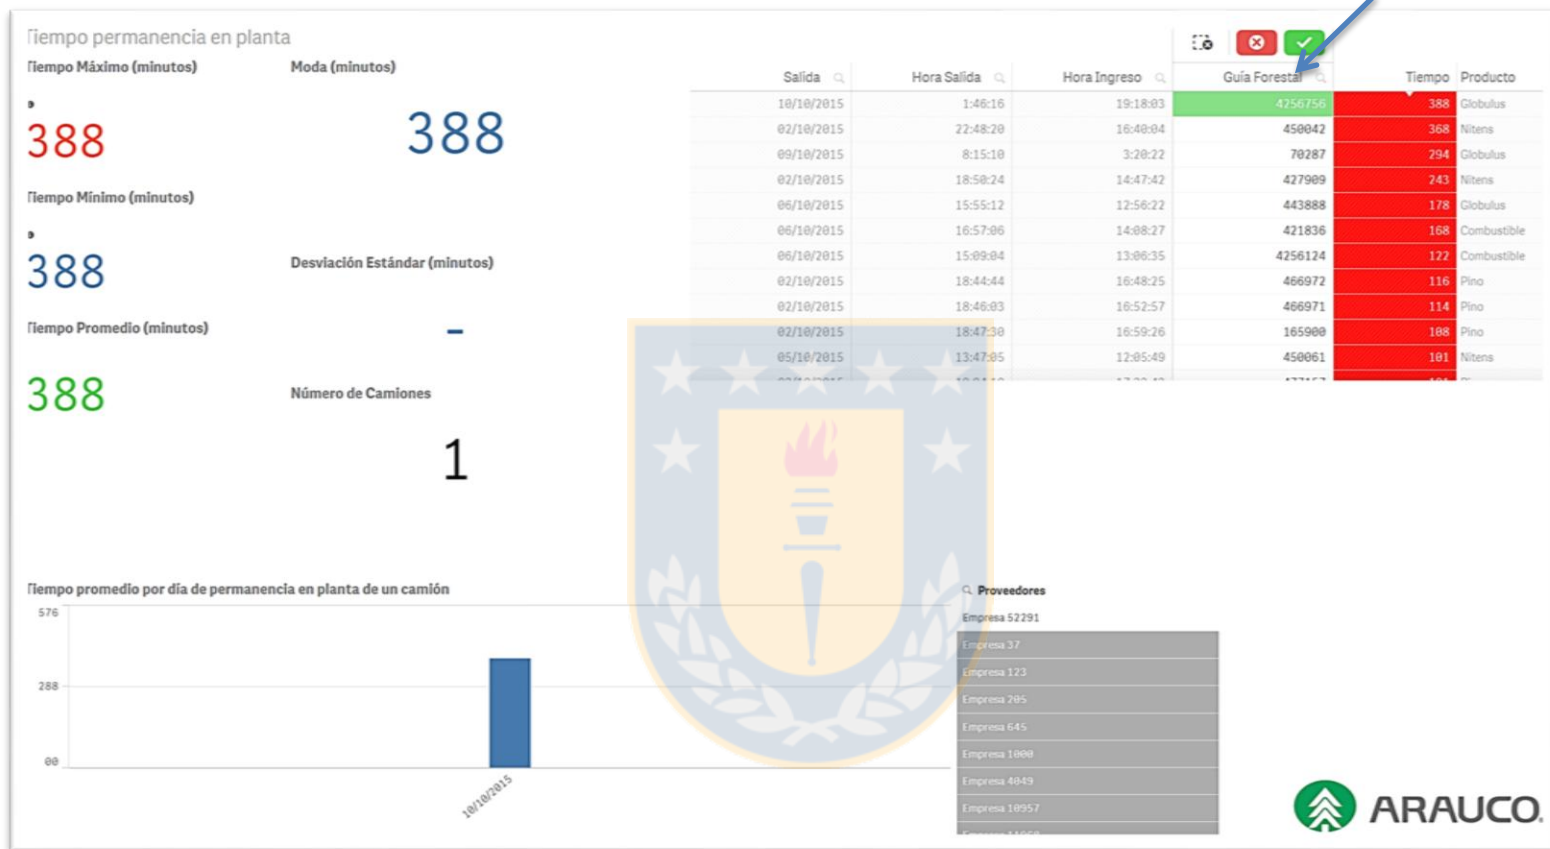 Tiempo permanencia en planta
Tiempo Máximo (minutos)
388
Moda (minutos)
388
Tiempo Mínimo (minutos)
388
Desviación Estándar (minutos)
-
Tiempo Promedio (minutos)
388
Número de Camiones
1
Salida Hora Salida Hora Ingreso Guía Forestal Tiempo Producto
10/10/2015 1:46:16 19:18:03 4256756 388 Globulus
02/10/2015 22:48:20 16:40:04 450042 368 Nitens
09/10/2015 8:15:10 3:20:22 70287 294 Globulus
02/10/2015 18:50:24 14:47:42 427909 243 Nitens
06/10/2015 15:55:12 12:56:22 443888 178 Globulus
06/10/2015 16:57:06 14:08:27 421836 168 Combustible
06/10/2015 15:09:04 13:06:35 4256124 122 Combustible
02/10/2015 18:44:44 16:48:25 466972 116 Pino
02/10/2015 18:46:03 16:52:57 466971 114 Pino
02/10/2015 18:47:30 16:59:26 165900 108 Pino
05/10/2015 13:47:05 12:05:49 450061 101 Nitens
Tiempo promedio por día de permanencia en planta de un camión
576
288
00
10/10/2015
Proveedores
Empresa 52291
Empresa 37
Empresa 123
Empresa 205
Empresa 645
Empresa 1000
Empresa 4049
Empresa 10957
ARAUCO.